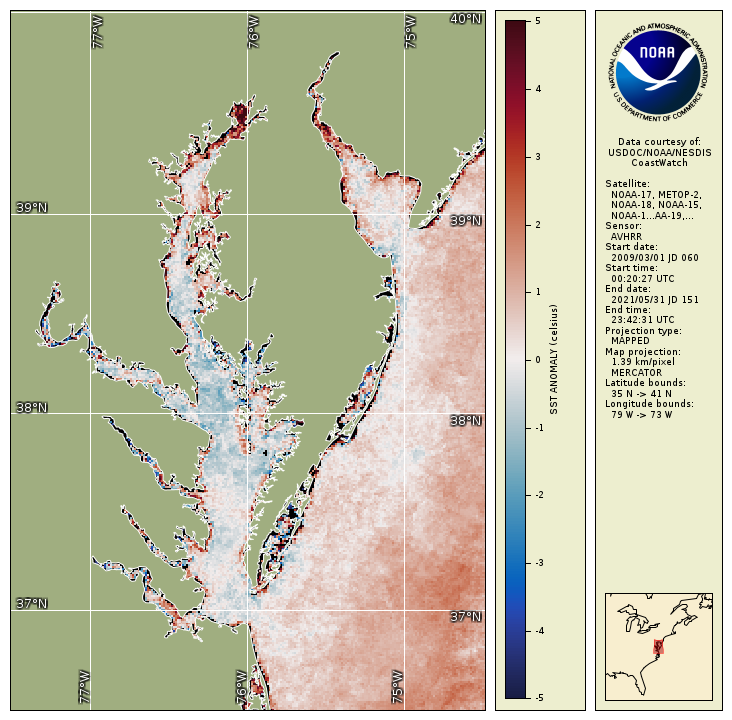 77°W
76°W
75°W
40°N
39°N
39°N
38°N
38°N
37°N
37°N
77°W
76°W
75°W
5
4
3
2
1
0
-1
-2
-3
-4
-5
SST ANOMALY (celsius)
NATIONAL OCEANIC AND ATMOSPHERIC ADMINISTRATION
NOAA
U.S. DEPARTMENT OF COMMERCE
Data courtesy of:
USDOC/NOAA/NESDIS
CoastWatch
Satellite:
NOAA-17, METOP-2,
NOAA-18, NOAA-15,
NOAA-1...AA-19,...
Sensor:
AVHRR
Start date:
2009/03/01 JD 060
Start time:
00:20:27 UTC
End date:
2021/05/31 JD 151
End time:
23:42:31 UTC
Projection type:
MAPPED
Map projection:
1.39 km/pixel
MERCATOR
Latitude bounds:
35 N -> 41 N
Longitude bounds:
79 W -> 73 W